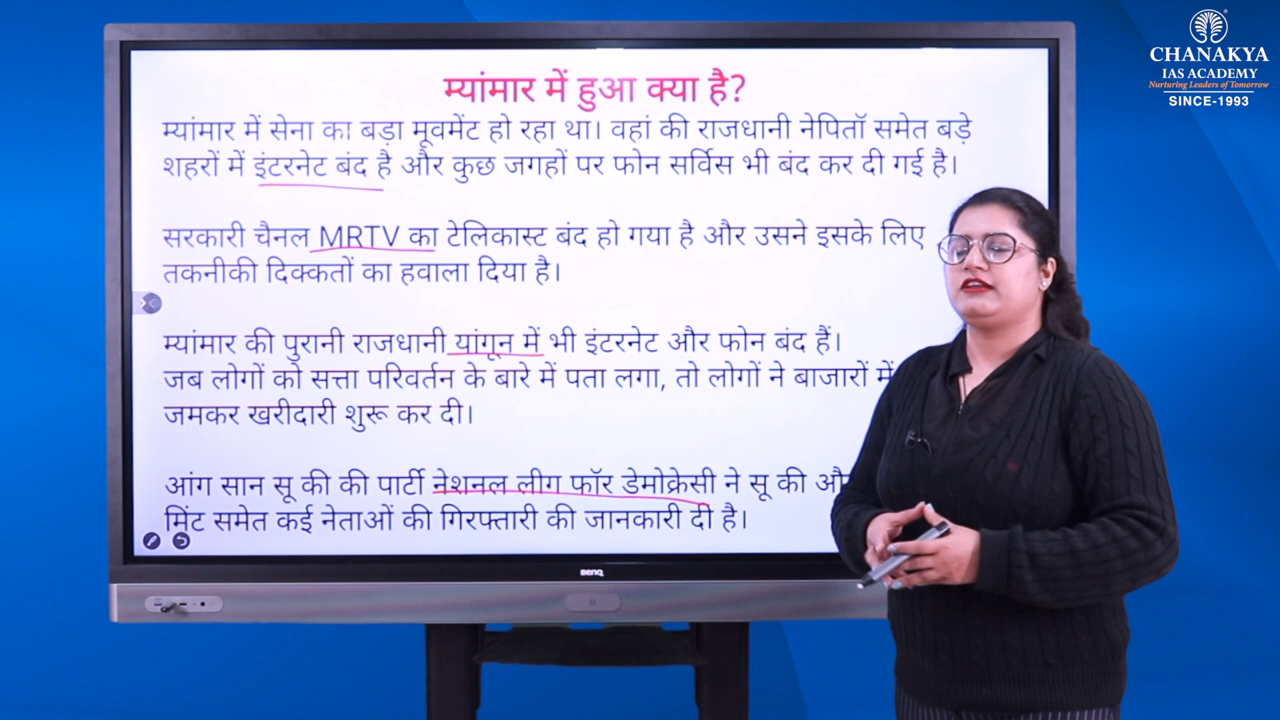 म्यांमार में हुआ क्या है?
म्यांमार में सेना का बड़ा मूवमेंट हो रहा था। वहां की राजधानी नेपितॉ समेत बड़े
शहरों में इंटरनेट बंद है और कुछ जगहों पर फोन सर्विस भी बंद कर दी गई है।
सरकारी चैनल MRTV का टेलिकास्ट बंद हो गया है और उसने इसके लिए
तकनीकी दिक्कतों का हवाला दिया है।
म्यांमार की पुरानी राजधानी यांगून में भी इंटरनेट और फोन बंद हैं।
जब लोगों को सत्ता परिवर्तन के बारे में पता लगा, तो लोगों ने बाजारों में
जमकर खरीदारी शुरू कर दी।
आंग सान सू की की पार्टी नेशनल लीग फॉर डेमोक्रेसी ने सू की
मिंट समेत कई नेताओं की गिरफ्तारी की जानकारी दी है।
BenQ
CHANAKYA
IAS ACADEMY
Nurturing Leaders of Tomorrow
SINCE-1993